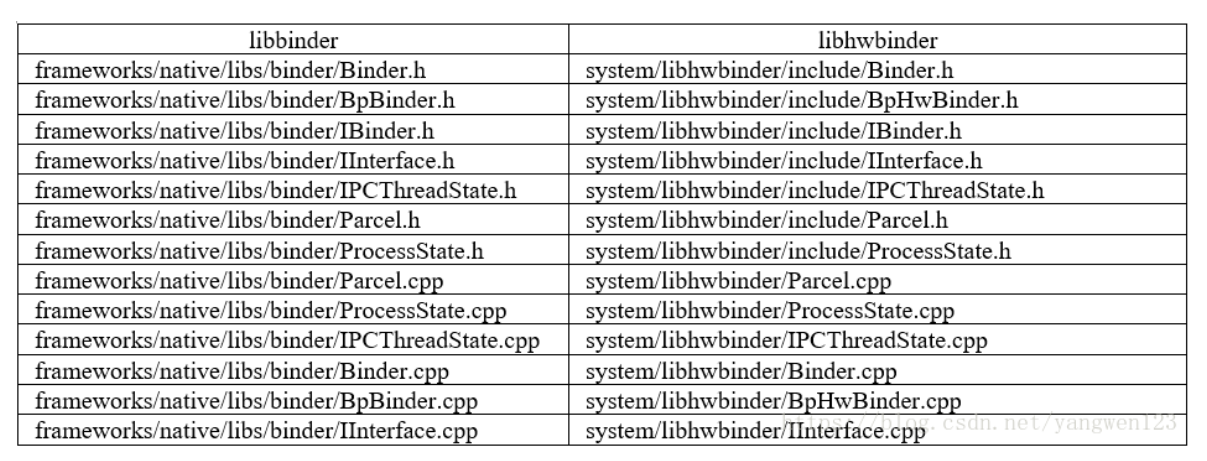 libbinder libhwbinder
frameworks/native/libs/binder/Binder.h system/libhwbinder/include/Binder.h
frameworks/native/libs/binder/BpBinder.h system/libhwbinder/include/BpHwBinder.h
frameworks/native/libs/binder/IBinder.h system/libhwbinder/include/IBinder.h
frameworks/native/libs/binder/IInterface.h system/libhwbinder/include/IInterface.h
frameworks/native/libs/binder/IPCThreadState.h system/libhwbinder/include/IPCThreadState.h
frameworks/native/libs/binder/Parcel.h system/libhwbinder/include/Parcel.h
frameworks/native/libs/binder/ProcessState.h system/libhwbinder/include/ProcessState.h
frameworks/native/libs/binder/Parcel.cpp system/libhwbinder/Parcel.cpp
frameworks/native/libs/binder/ProcessState.cpp system/libhwbinder/ProcessState.cpp
frameworks/native/libs/binder/IPCThreadState.cpp system/libhwbinder/IPCThreadState.cpp
frameworks/native/libs/binder/Binder.cpp system/libhwbinder/Binder.cpp
frameworks/native/libs/binder/BpBinder.cpp system/libhwbinder/BpHwBinder.cpp
frameworks/native/libs/binder/IInterface.cpp system/libhwbinder/IInterface.cpp
https://blog.csdn.net/yangwen123